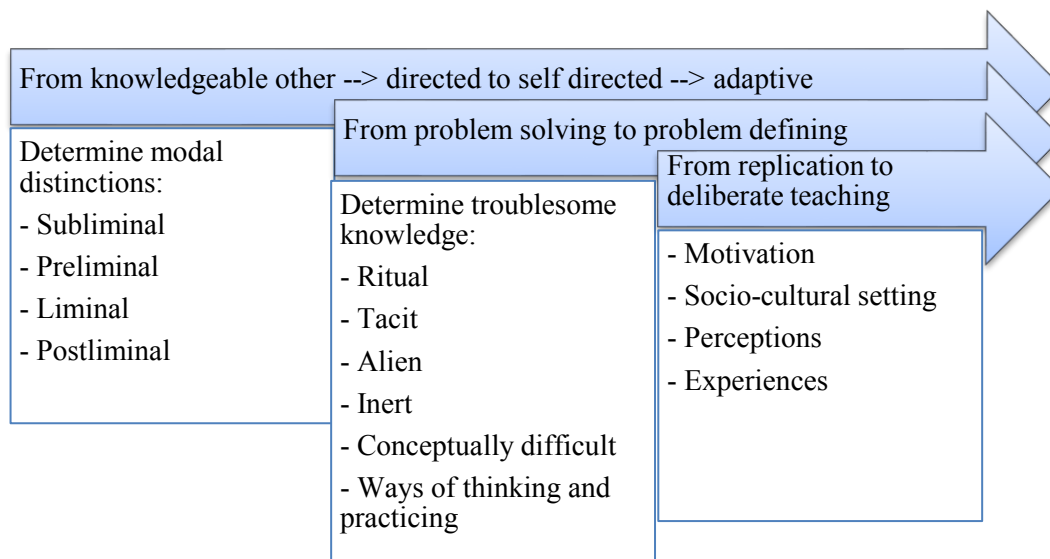 From knowledgeable other --> directed to self directed --> adaptive
Determine modal
distinctions:
- Subliminal
- Preliminal
- Liminal
- Postliminal
From problem solving to problem defining
Determine troublesome
knowledge:
- Ritual
- Tacit
- Alien
- Inert
- Conceptually difficult
- Ways of thinking and
practicing
From replication to
deliberate teaching
- Motivation
- Socio-cultural setting
- Perceptions
- Experiences